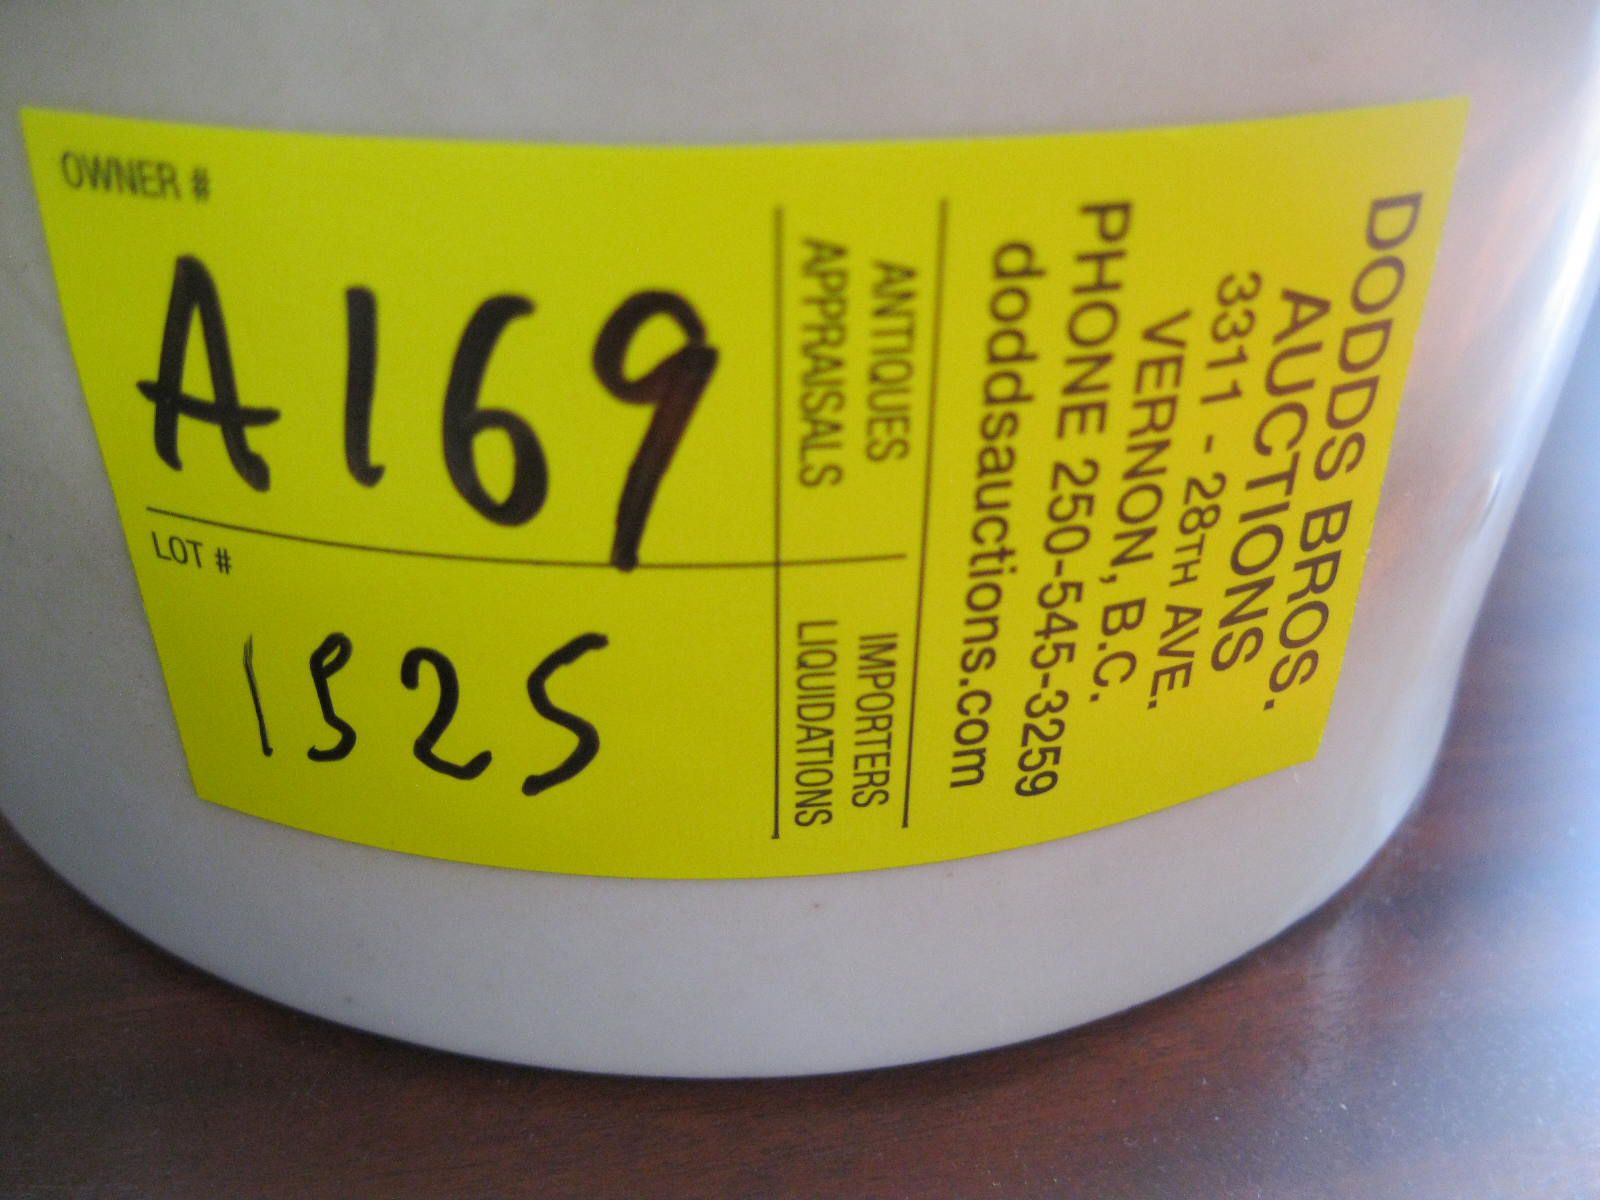 OWNER #
A169
LOT #
1525
ANTIQUES
APPRAISALS
IMPORTERS
LIQUIDATIONS
DODDS BROS.
AUCTIONS
3311 - 28TH AVE.
VERNON, B.C.
PHONE 250-545-3259
doddsauctions.com